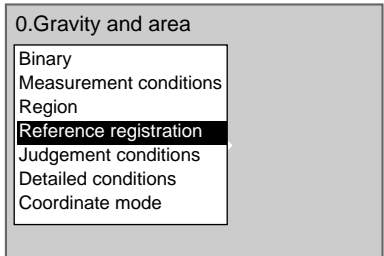 0.Gravity and area
Binary
Measurement conditions
Region
Reference registration
Judgement conditions
Detailed conditions
Coordinate mode